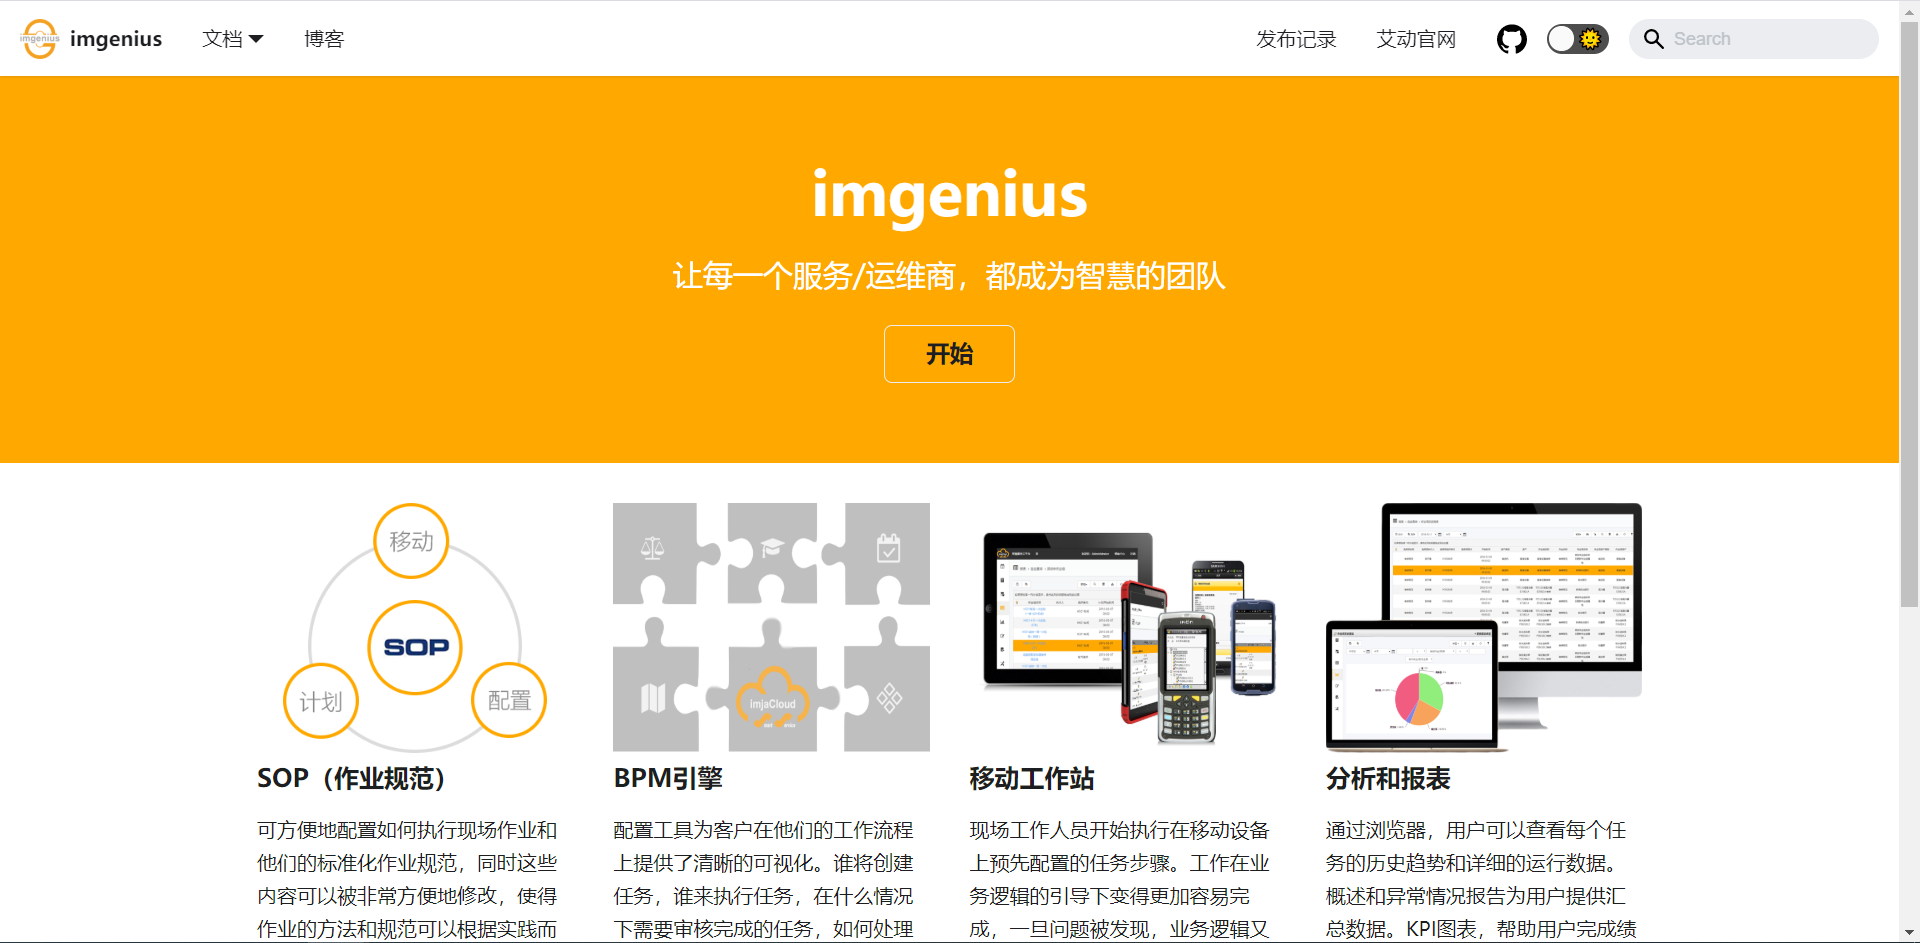 imgenius
imgenius
文档
博客
发布记录
艾动官网
Search
imgenius
让每一个服务/运维商，都成为智慧的团队
开始
移动
SOP
计划
配置
imjaCloud
SOP（作业规范）
可方便地配置如何执行现场作业和
他们的标准化作业规范，同时这些
内容可以被非常方便地修改，使得
作业的方法和规范可以根据实践而
BPM引擎
配置工具为客户在他们的工作流程
上提供了清晰的可视化。谁将创建
任务，谁来执行任务，在什么情况
下需要审核完成的任务，如何处理
移动工作站
现场工作人员开始执行在移动设备
上预先配置的任务步骤。工作在业
务逻辑的引导下变得更加容易完
成，一旦问题被发现，业务逻辑又
分析和报表
通过浏览器，用户可以查看每个任
务的历史趋势和详细的运行数据。
概述和异常情况报告为用户提供汇
总数据。KPI图表，帮助用户完成绩